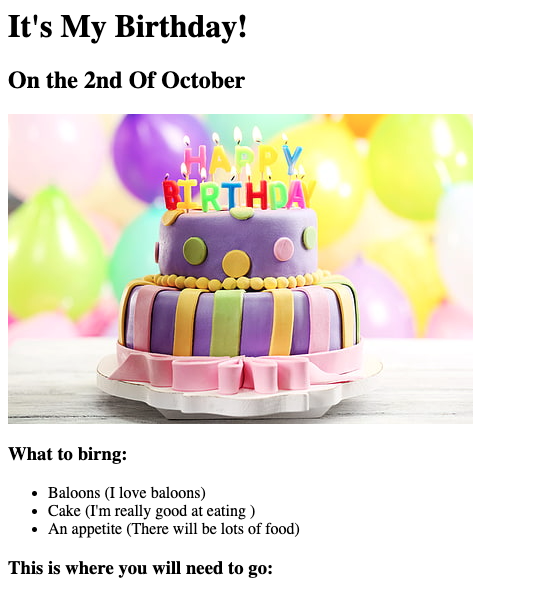 It's My Birthday!
On the 2nd Of October
HAPPY
BIRTHDAY
What to birng:
Baloons (I love baloons)
Cake (I'm really good at eating )
An appetite (There will be lots of food)
This is where you will need to go: